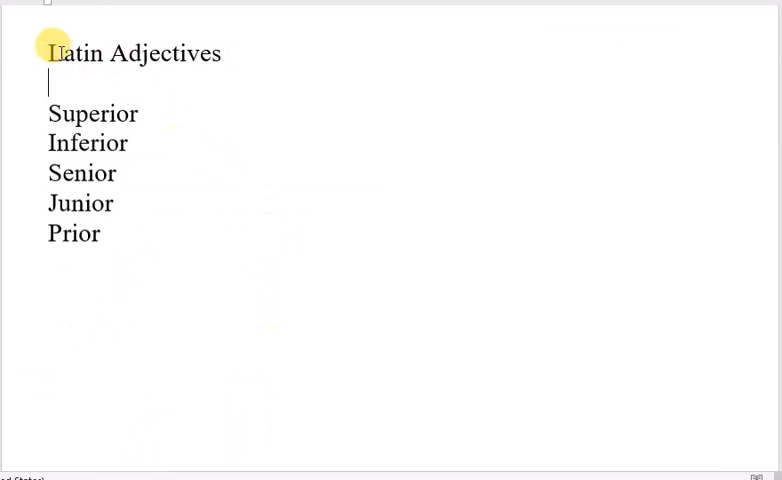 Latin Adjectives
Superior
Inferior
Senior
Junior
Prior